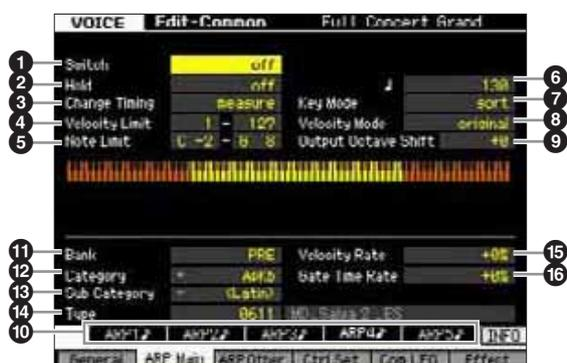 VOICE Edit-Common Full Concert Grand
1 Switch off
2 Hold off 130 6
3 Change Timing measure Key Mode sort 7
4 Velocity Limit 1 - 127 Velocity Mode original 8
5 Note Limit C -2 - G 8 Output Octave Shift +0 9
11 Bank PRE Velocity Rate +0% 15
12 Category Gate Time Rate +0% 16
13 Sub Category (Latin)
14 Type 0611 MD_Salsa 2 _ES
10 ARP1 ARP2 ARP3 ARP4 ARP5 INFO
General ARP Main ARP Other Ctrl Set Com LFO Effect